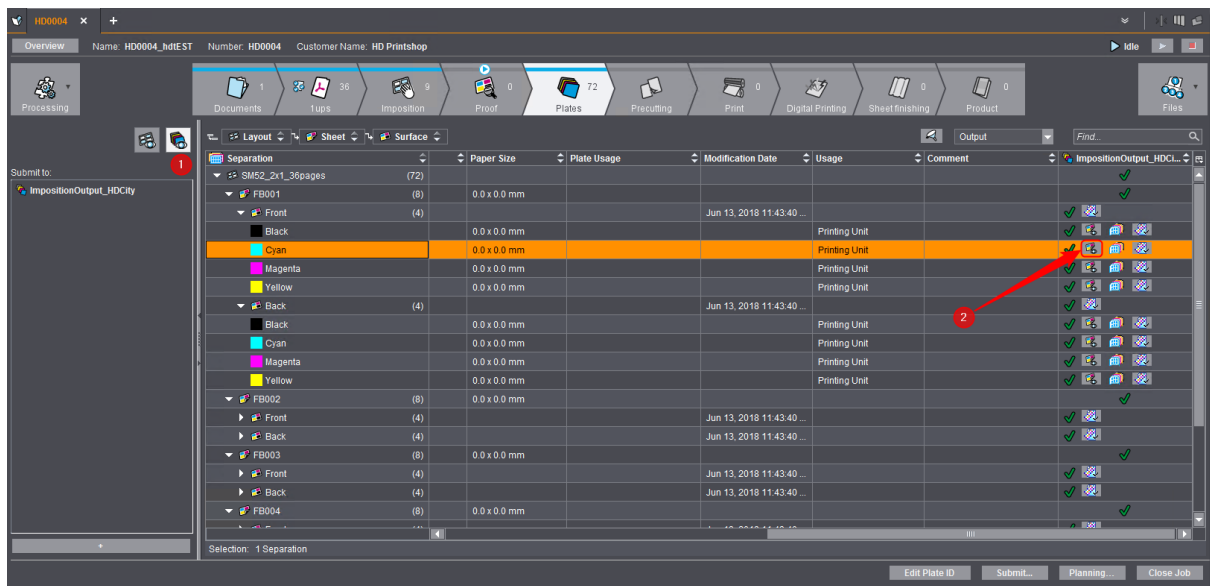 HD0004 × +
Overview Name: HD0004_hdtEST Number: HD0004 Customer Name: HD Printshop Idle
Processing
Documents 1
1ups 36
Imposition 9
Proof 0
Plates 72
Precutting
Print 0
Digital Printing
Sheet finishing 0
Product 0
Files
1
Submit to:
ImpositionOutput_HDCity
+
Layout Sheet Surface Output Find...
Separation Paper Size Plate Usage Modification Date Usage Comment ImpositionOutput_HDCi...
SM52_2x1_36pages (72)
FB001 (8) 0.0 x 0.0 mm
Front (4) Jun 13, 2018 11:43:40 ...
Black 0.0 x 0.0 mm Printing Unit
Cyan 0.0 x 0.0 mm Printing Unit
Magenta 0.0 x 0.0 mm Printing Unit
Yellow 0.0 x 0.0 mm Printing Unit
Back (4) Jun 13, 2018 11:43:40 ...
2
Black 0.0 x 0.0 mm Printing Unit
Cyan 0.0 x 0.0 mm Printing Unit
Magenta 0.0 x 0.0 mm Printing Unit
Yellow 0.0 x 0.0 mm Printing Unit
FB002 (8) 0.0 x 0.0 mm
Front (4) Jun 13, 2018 11:43:40 ...
Back (4) Jun 13, 2018 11:43:40 ...
FB003 (8) 0.0 x 0.0 mm
Front (4) Jun 13, 2018 11:43:40 ...
Back (4) Jun 13, 2018 11:43:40 ...
FB004 (8) 0.0 x 0.0 mm
Selection: 1 Separation
Edit Plate ID Submit... Planning... Close Job